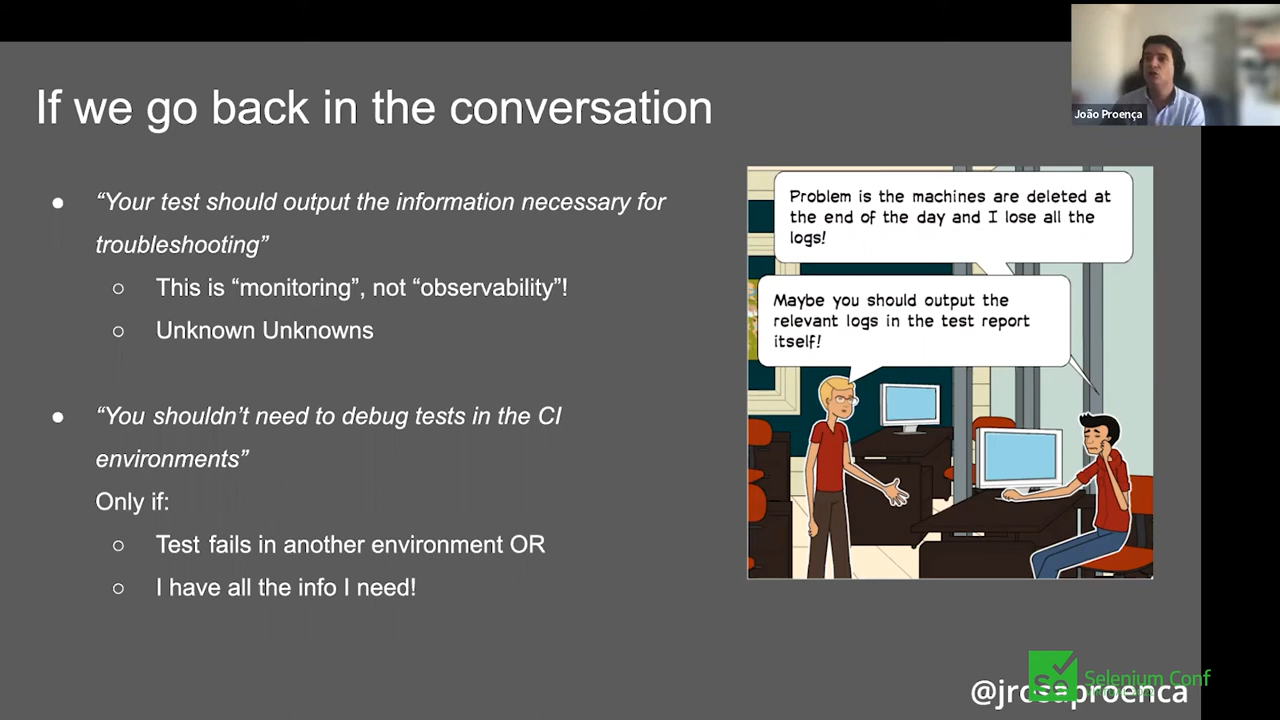 João Proença
If we go back in the conversation
● “Your test should output the information necessary for
troubleshooting”
○ This is “monitoring”, not “observability”!
○ Unknown Unknowns
● “You shouldn’t need to debug tests in the CI
environments”
Only if:
○ Test fails in another environment OR
○ I have all the info I need!
Problem is the machines are deleted at
the end of the day and I lose all the
logs!
Maybe you should output the
relevant logs in the test report
itself!
@jrosaproenca
Se
Selenium Conf